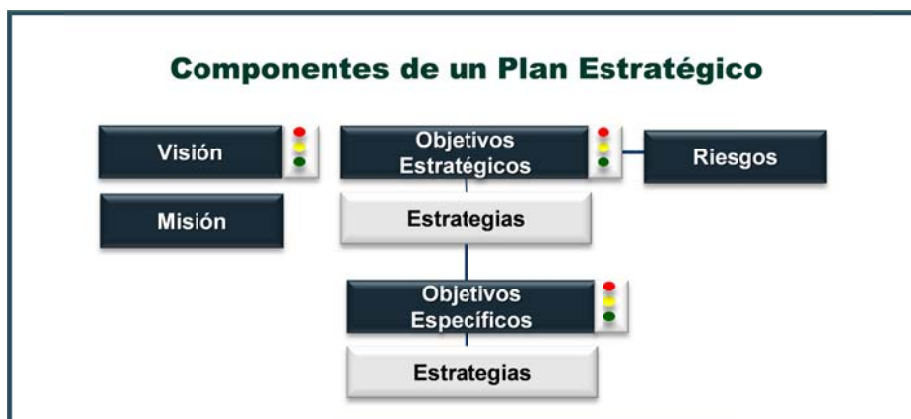 Componentes de un Plan Estratégico
Visión
Objetivos
Estratégicos
Riesgos
Misión
Estrategias
Objetivos
Específicos
Estrategias